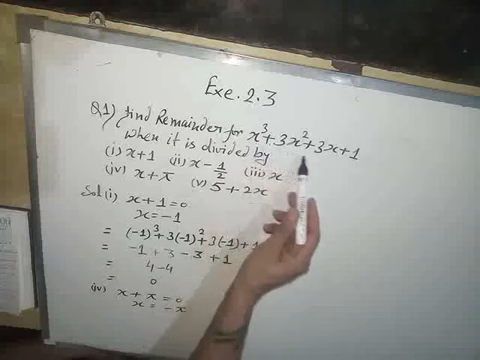 Exe. 2.3
Q1) find Remainder for x³+3x²+3x+1
when it is divided by
(i) x+1 (ii) x-1/2 (iii) x
(iv) x+π (v) 5+2x
Sol(i) x+1=0
x=-1
= (-1)³+3(-1)²+3(-1)+1
= -1+3-3+1
= 4-4
= 0
(iv) x+π=0
x=-π